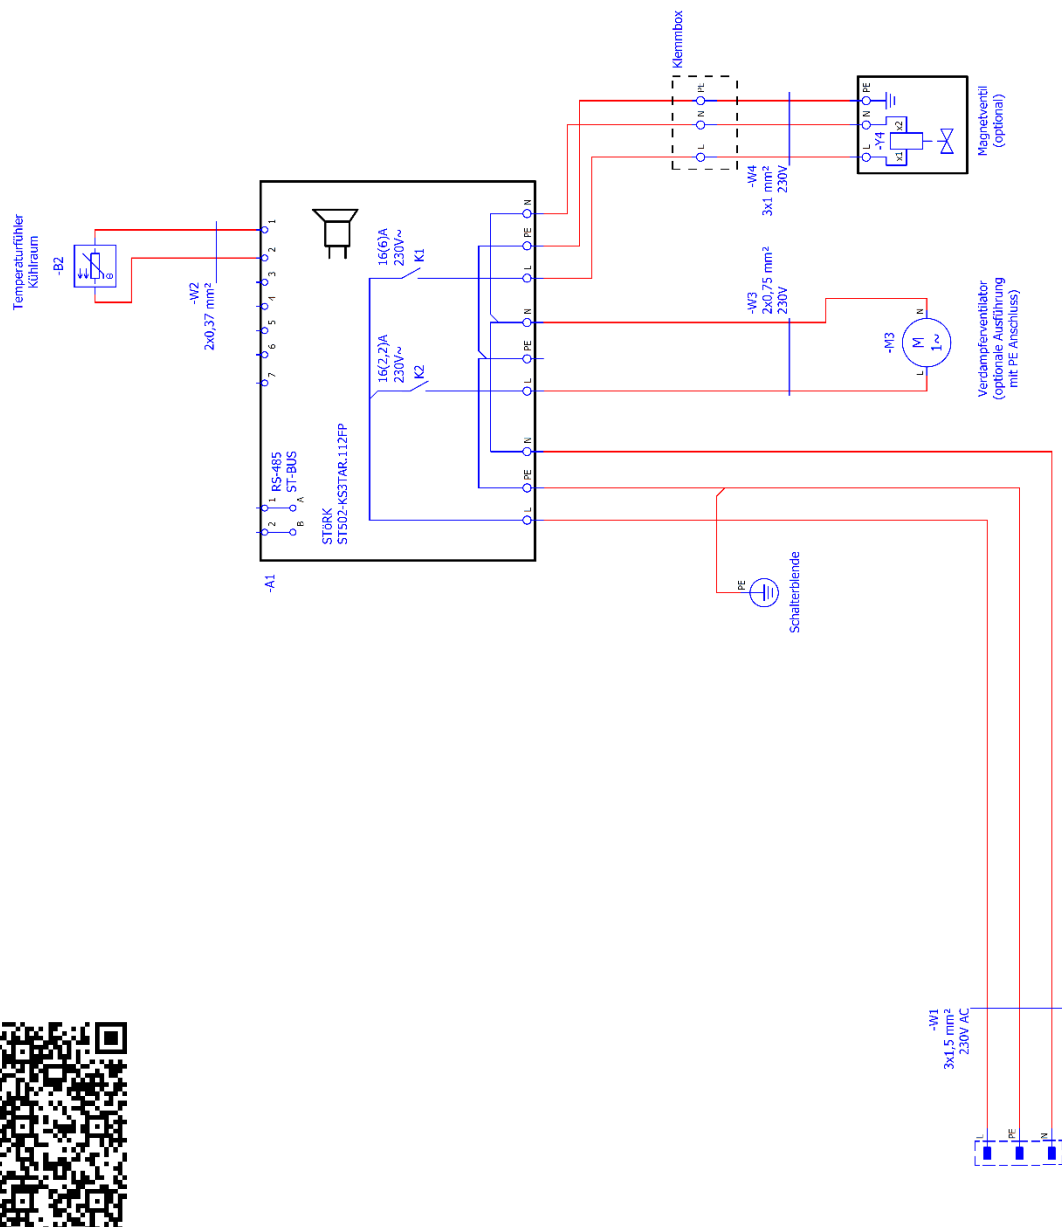 Klemmbox
PE
N
L
PE
N
L
-Y4
x2
x1
Magnetventil
(optional)
-W4
3x1 mm²
230V
Temperaturfühler
Kühlraum
-B2
-W2
2x0,37 mm²
1
2
3
4
5
6
7
16(6)A
230V~
K1
16(2,2)A
230V~
K2
N
PE
L
N
PE
L
N
PE
L
-W3
2x0,75 mm²
230V
-M3
M
1~
N
L
Verdampferventilator
(optionale Ausführung
mit PE Anschluss)
RS-485
ST-BUS
1
2
A
B
STöRK
ST502-KS3TAR.112FP
-A1
PE
Schalterblende
-W1
3x1,5 mm²
230V AC
L
PE
N